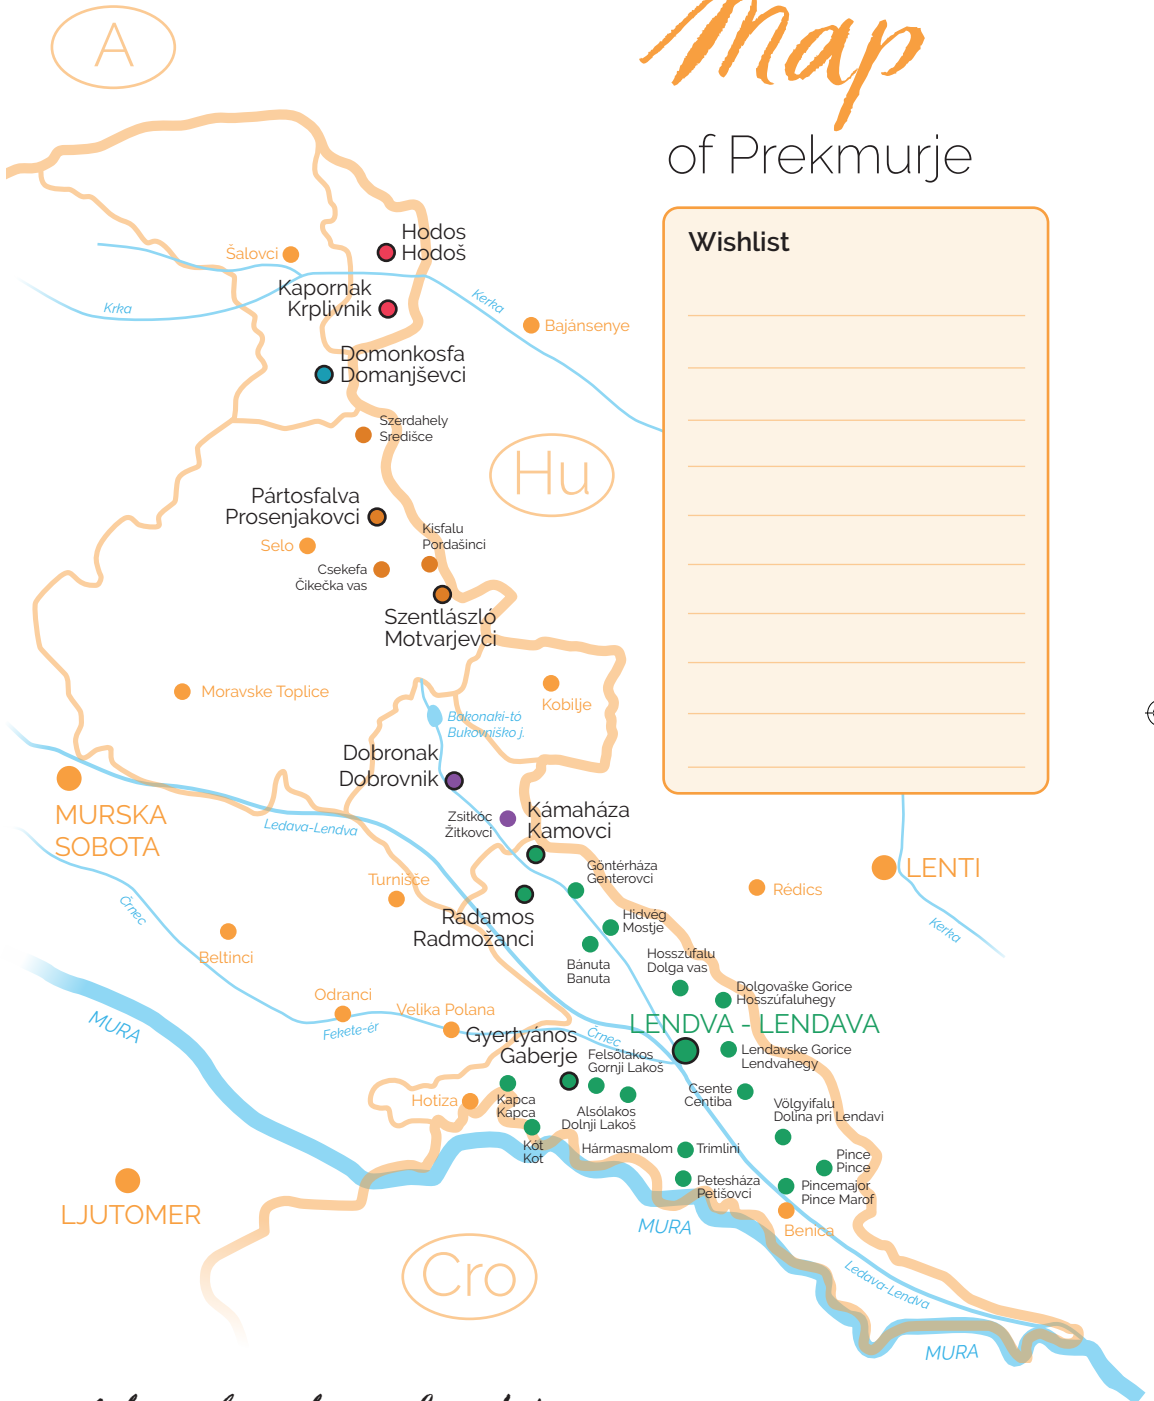 A
Map
of Prekmurje
Wishlist
Hodos
Hodoš
Šalovci
Kapornak
Krplivnik
Krka
Kerka
Bajánsenye
Domonkosfa
Domanjševci
Szerdahely
Središce
Hu
Pártosfalva
Prosenjakovci
Selo
Kisfalu
Pordašinci
Csekefa
Čikečka vas
Szentlászló
Motvarjevci
Moravske Toplice
Kobilje
Bakonaki-tó
Bukovniško j.
Dobronak
Dobrovnik
MURSKA
SOBOTA
Zsitkóc
Žitkovci
Kámaháza
Kamovci
Ledava-Lendva
Göntérháza
Genterovci
LENTI
Turnišče
Rédics
Črnec
Radamos
Radmožanci
Hidvég
Mostje
Kerka
Beltinci
Bánuta
Banuta
Hosszúfalu
Dolga vas
Dolgovaške Gorice
Hosszúfaluhegy
Odranci
Velika Polana
LENDVA - LENDAVA
MURA
Fekete-ér
Gyertyános
Gaberje
Črnec
Felsőlakos
Gornji Lakoš
Lendavske Gorice
Lendvahegy
Hotiza
Kapca
Kapca
Alsólakos
Dolnji Lakoš
Csente
Centiba
Völgyifalu
Dolina pri Lendavi
Kót
Kot
Hármasmalom
Trimlini
Pince
Pince
Petesháza
Petišovci
Pincemajor
Pince Marof
LJUTOMER
MURA
Benica
Cro
Ledava-Lendva
MURA